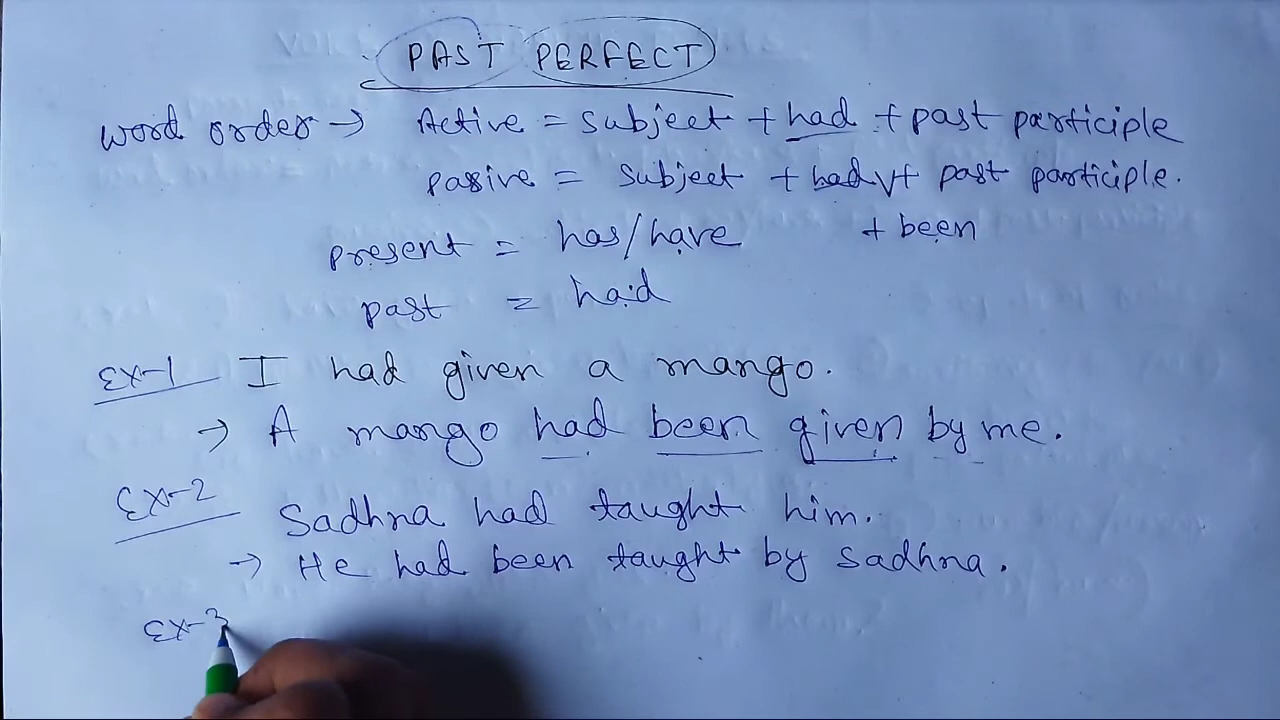 PAST PERFECT
word order → Active = subject + had + past participle
passive = subject + had + past participle.
+ been
present = has/have
past = had
Ex-1 I had given a mango.
→ A mango had been given by me.
Ex-2 Sadhna had taught him.
→ He had been taught by Sadhna.
Ex-3